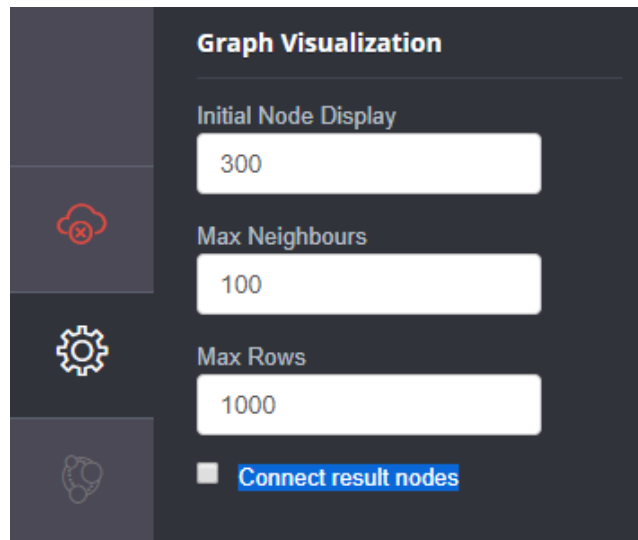 Graph Visualization
Initial Node Display
300
Max Neighbours
100
Max Rows
1000
Connect result nodes